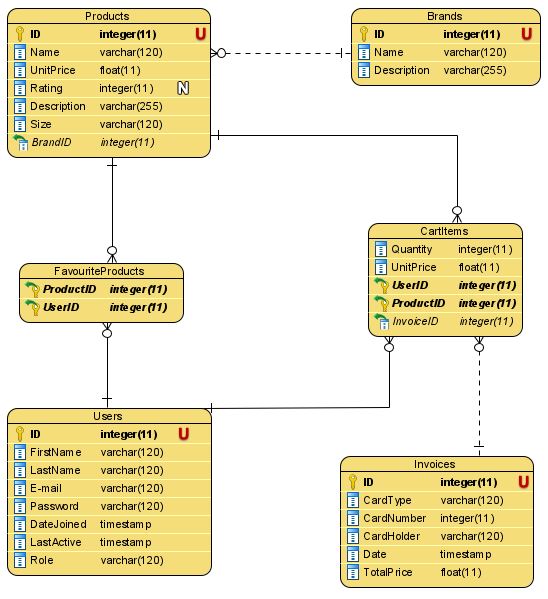 Products
ID integer(11) U
Name varchar(120)
UnitPrice float(11)
Rating integer(11) N
Description varchar(255)
Size varchar(120)
BrandID integer(11)
Brands
ID integer(11) U
Name varchar(120)
Description varchar(255)
CartItems
Quantity integer(11)
UnitPrice float(11)
UserID integer(11)
ProductID integer(11)
InvoiceID integer(11)
FavouriteProducts
ProductID integer(11)
UserID integer(11)
Users
ID integer(11) U
FirstName varchar(120)
LastName varchar(120)
E-mail varchar(120)
Password varchar(120)
DateJoined timestamp
LastActive timestamp
Role varchar(120)
Invoices
ID integer(11) U
CardType varchar(120)
CardNumber integer(11)
CardHolder varchar(120)
Date timestamp
TotalPrice float(11)